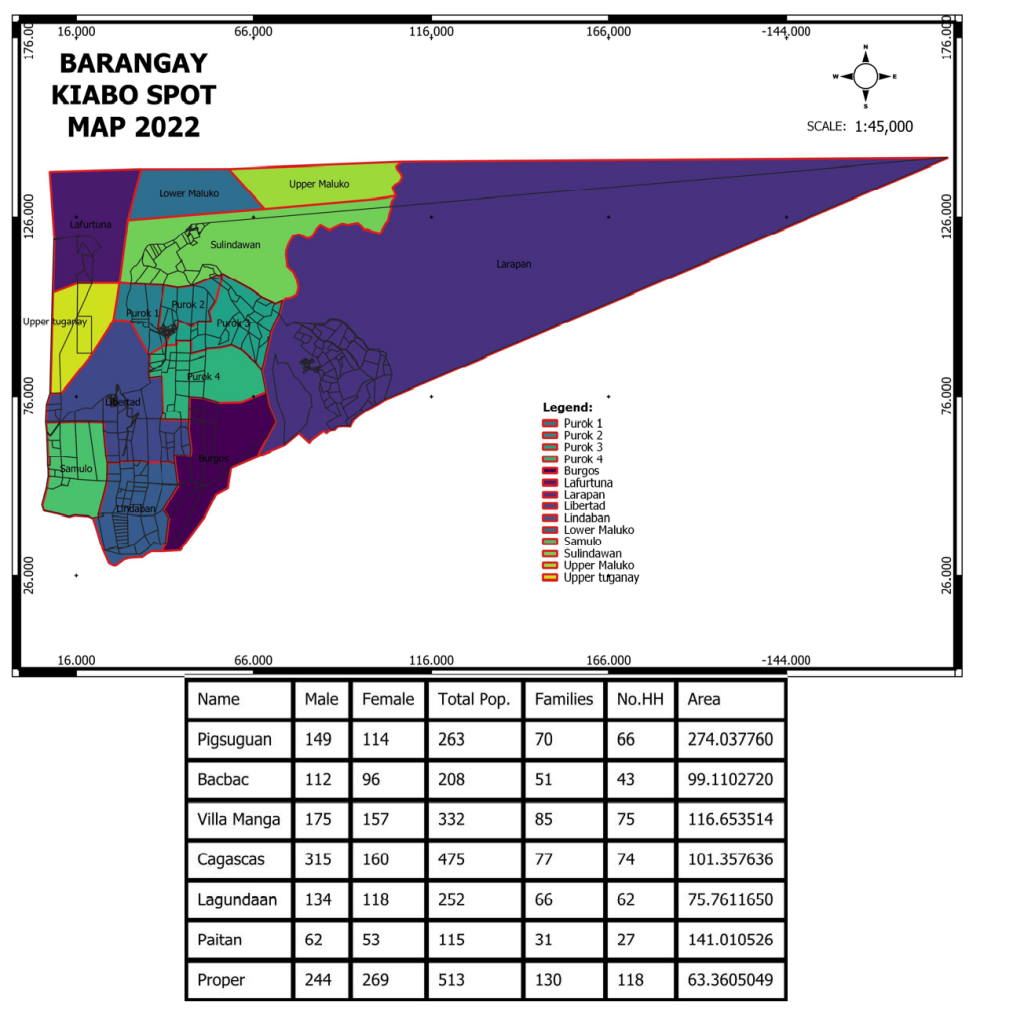 16.000 66.000 116,000 166,000 -144,000
176.000 176.000
BARANGAY
KIABO SPOT
MAP 2022
N
W E
S
SCALE: 1:45,000
Upper Maluko
Lower Maluko
126.000 126.000
Lafurtuna
Sulindawan
Larapan
Purok 2
Purok 1
Upper tuganay
Purok 3
Purok 4
76.000 76.000
Libertad
Burgos
Samulo
Lindaban
Legend:
Purok 1
Purok 2
Purok 3
Purok 4
Burgos
Lafurtuna
Larapan
Libertad
Lindaban
Lower Maluko
Samulo
Sulindawan
Upper Maluko
Upper tuganay
26.000 26.000
16.000 66.000 116.000 166,000 -144,000
Name Male Female Total Pop. Families No.HH Area
Pigsuguan 149 114 263 70 66 274.037760
Bacbac 112 96 208 51 43 99.1102720
Villa Manga 175 157 332 85 75 116.653514
Cagascas 315 160 475 77 74 101.357636
Lagundaan 134 118 252 66 62 75.7611650
Paitan 62 53 115 31 27 141.010526
Proper 244 269 513 130 118 63.3605049